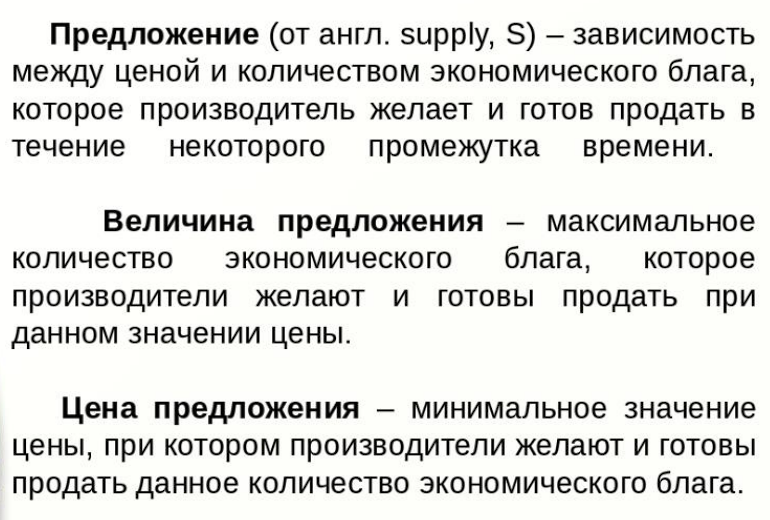 Предложение (от англ. supply, S) – зависимость
между ценой и количеством экономического блага,
которое производитель желает и готов продать в
течение некоторого промежутка времени.
Величина предложения – максимальное
количество экономического блага, которое
производители желают и готовы продать при
данном значении цены.
Цена предложения – минимальное значение
цены, при котором производители желают и готовы
продать данное количество экономического блага.